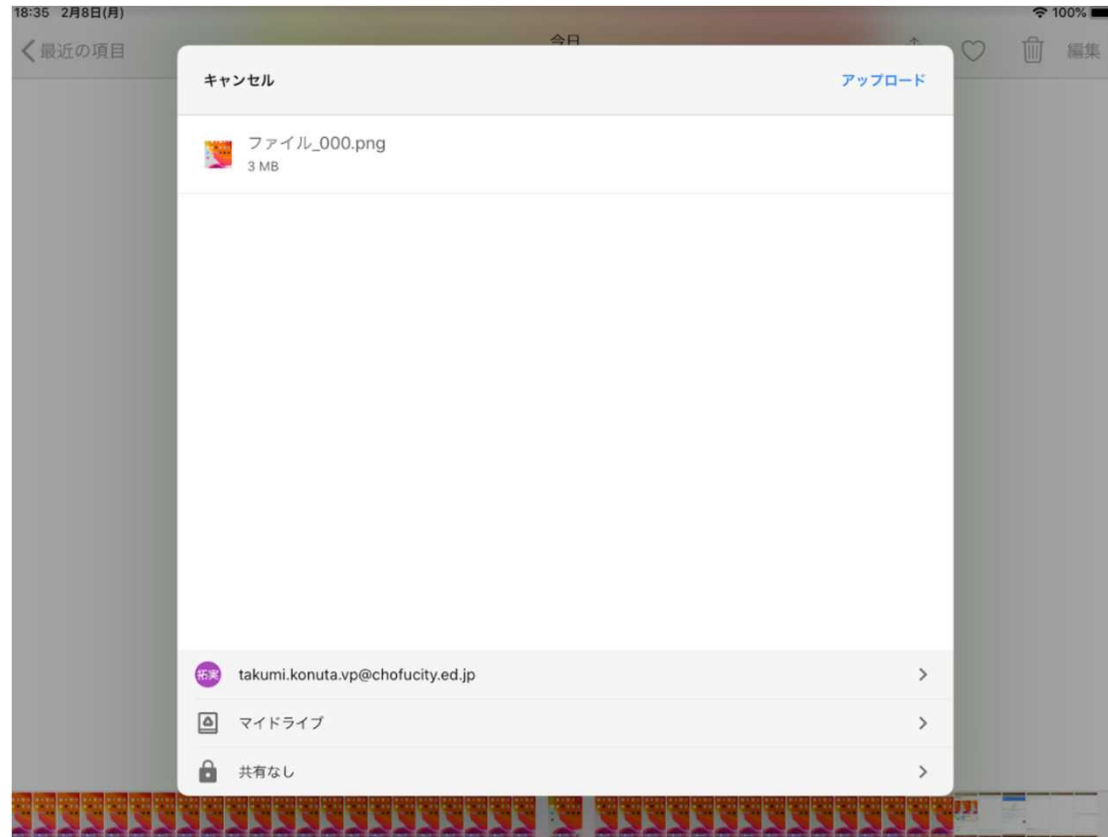 18:35 2月8日(月)
100%
最近の項目
今日
編集
キャンセル
アップロード
ファイル_000.png
3 MB
拓実
takumi.konuta.vp@chofucity.ed.jp
マイドライブ
共有なし